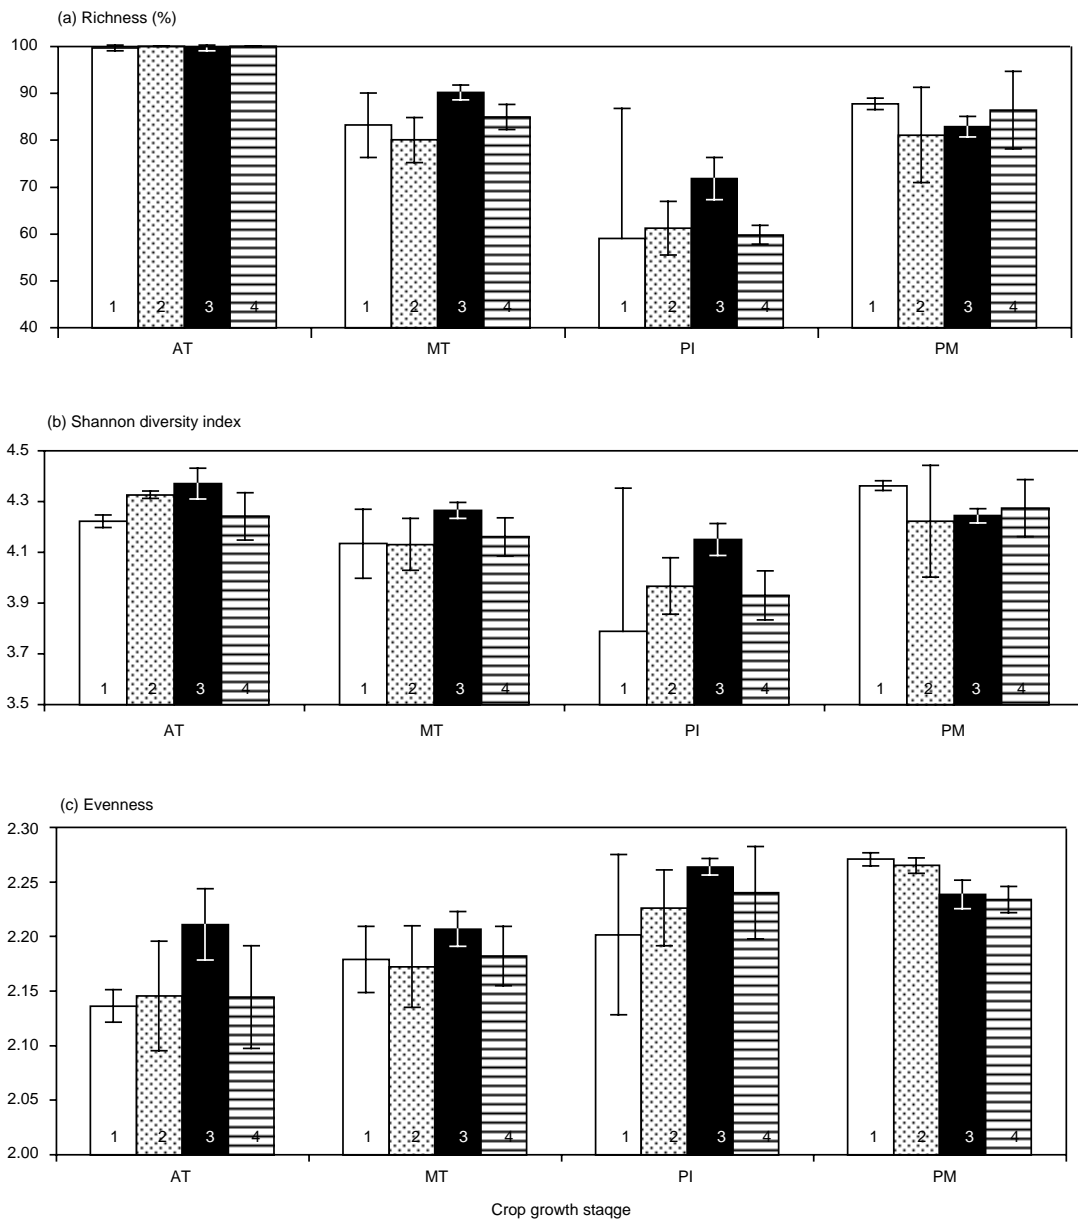 (a) Richness (%)
100
90
80
70
60
50
40
1 2 3 4 1 2 3 4 1 2 3 4 1 2 3 4
AT MT PI PM
(b) Shannon diversity index
4.5
4.3
4.1
3.9
3.7
3.5
1 2 3 4 1 2 3 4 1 2 3 4 1 2 3 4
AT MT PI PM
(c) Evenness
2.30
2.25
2.20
2.15
2.10
2.05
2.00
1 2 3 4 1 2 3 4 1 2 3 4 1 2 3 4
AT MT PI PM
Crop growth staqge